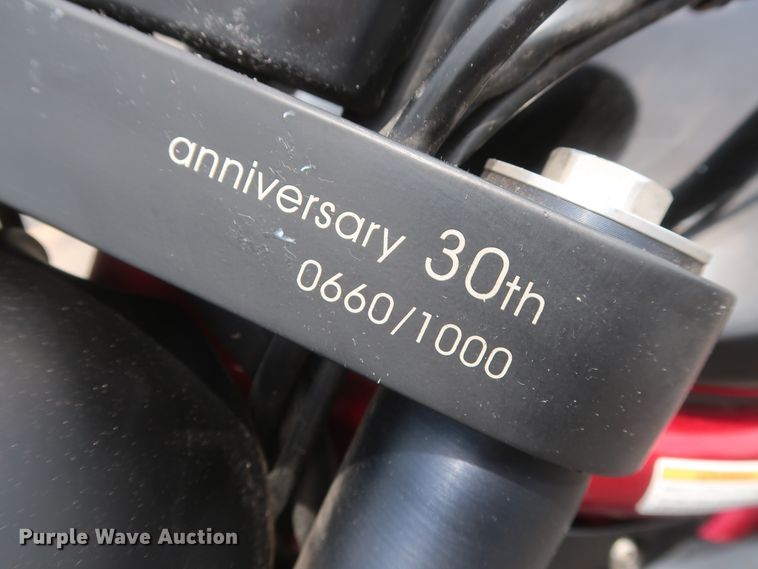 anniversary 30th
0660/1000
Purple Wave Auction